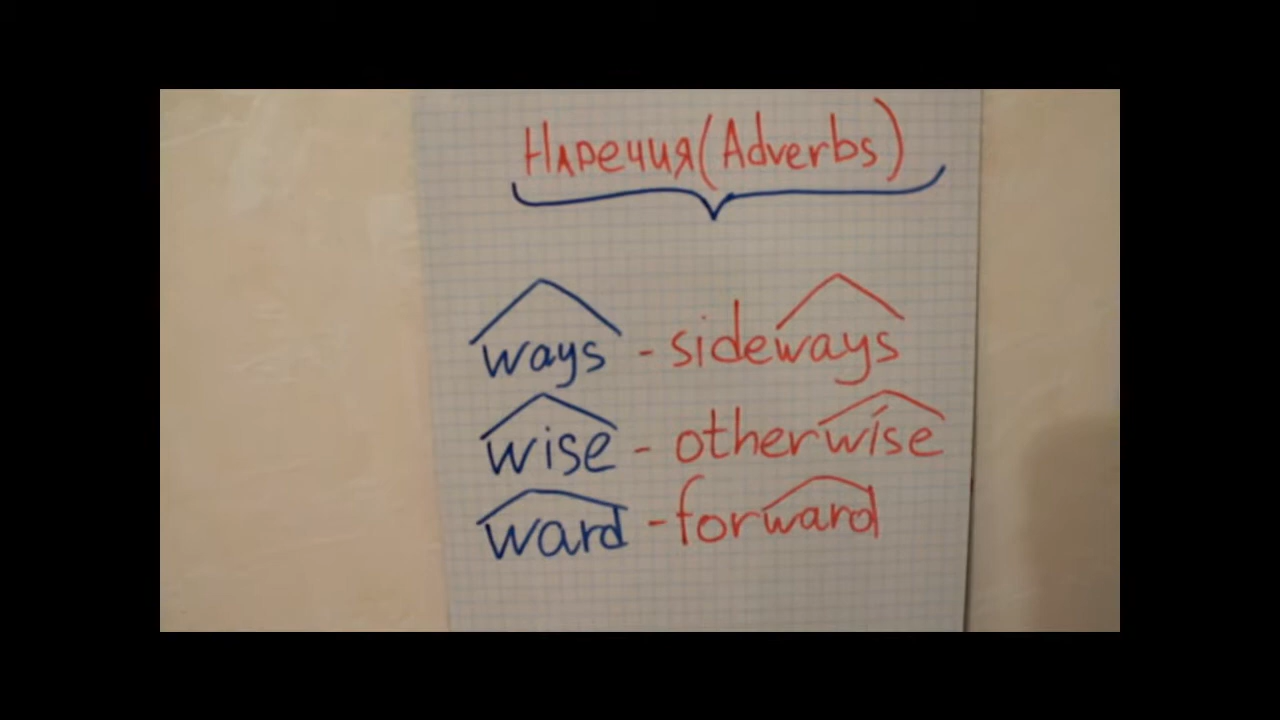 Наречия (Adverbs)
ways - sideways
wise - otherwise
ward - forward